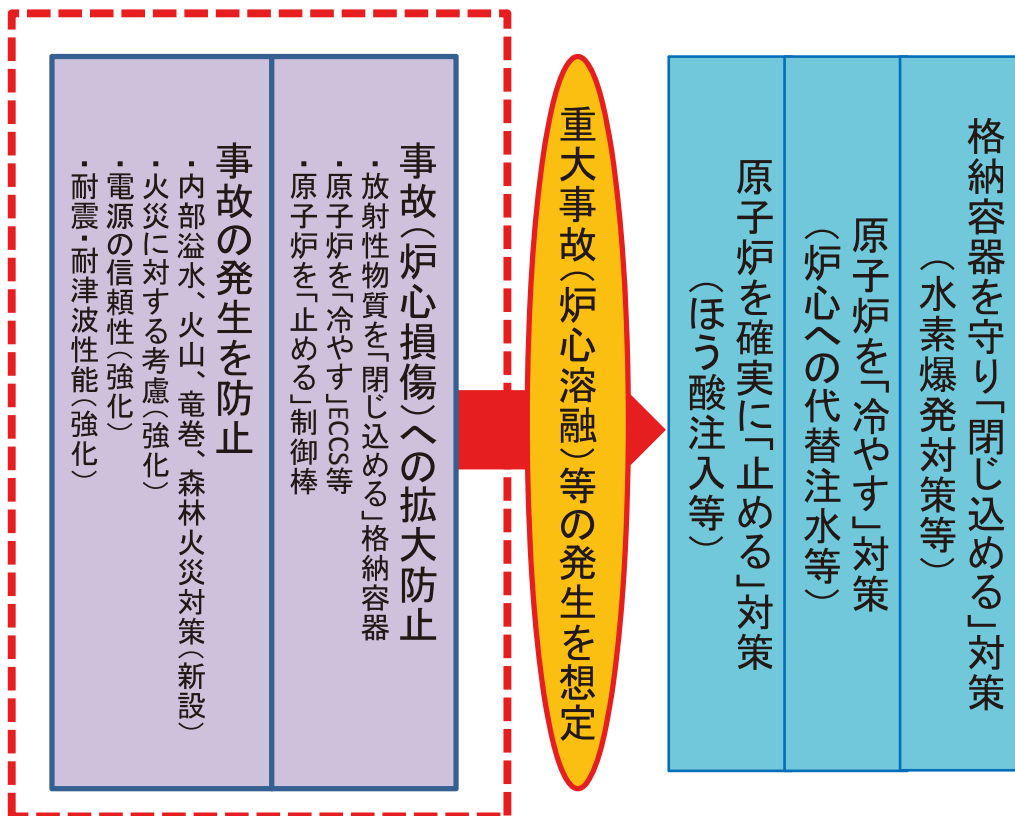 事故の発生を防止
・内部溢水、火山、竜巻、森林火災対策（新設）
・火災に対する考慮（強化）
・電源の信頼性（強化）
・耐震・耐津波性能（強化）
事故（炉心損傷）への拡大防止
・放射性物質を「閉じ込める」格納容器
・原子炉を「冷やす」ECCS等
・原子炉を「止める」制御棒
重大事故（炉心溶融）等の発生を想定
原子炉を確実に「止める」対策
（ほう酸注入等）
原子炉を「冷やす」対策
（炉心への代替注水等）
格納容器を守り「閉じ込める」対策
（水素爆発対策等）